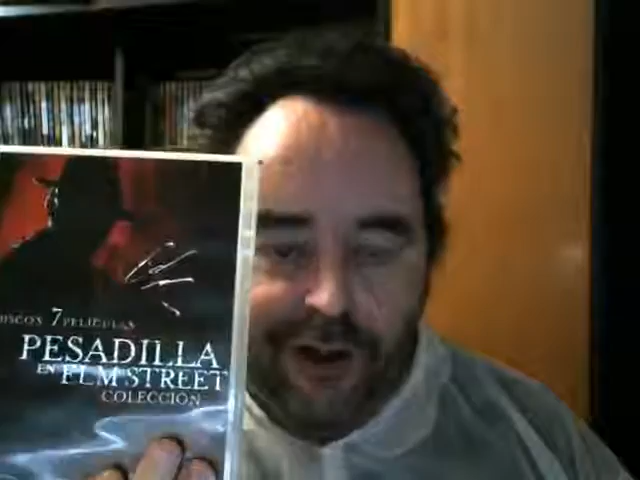 DISCOS 7 PELÍCULAS
PESADILLA
EN ELM STREET
COLECCIÓN